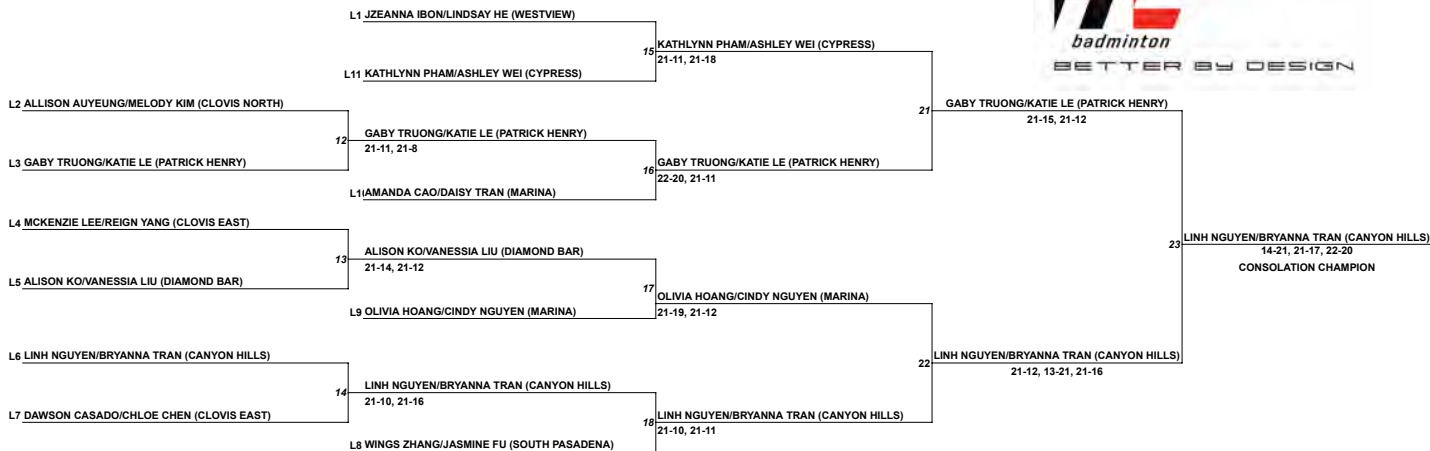 L1 JZEANNA IBON/LINDSAY HE (WESTVIEW)
badminton
BETTER BY DESIGN
15 KATHLYNN PHAM/ASHLEY WEI (CYPRESS)
21-11, 21-18
L11 KATHLYNN PHAM/ASHLEY WEI (CYPRESS)
L2 ALLISON AUYEUNG/MELODY KIM (CLOVIS NORTH)
21 GABY TRUONG/KATIE LE (PATRICK HENRY)
21-15, 21-12
12 GABY TRUONG/KATIE LE (PATRICK HENRY)
21-11, 21-8
L3 GABY TRUONG/KATIE LE (PATRICK HENRY)
16 GABY TRUONG/KATIE LE (PATRICK HENRY)
22-20, 21-11
L1( AMANDA CAO/DAISY TRAN (MARINA)
L4 MCKENZIE LEE/REIGN YANG (CLOVIS EAST)
23 LINH NGUYEN/BRYANNA TRAN (CANYON HILLS)
14-21, 21-17, 22-20
CONSOLATION CHAMPION
13 ALISON KO/VANESSIA LIU (DIAMOND BAR)
21-14, 21-12
L5 ALISON KO/VANESSIA LIU (DIAMOND BAR)
17 OLIVIA HOANG/CINDY NGUYEN (MARINA)
21-19, 21-12
L9 OLIVIA HOANG/CINDY NGUYEN (MARINA)
L6 LINH NGUYEN/BRYANNA TRAN (CANYON HILLS)
22 LINH NGUYEN/BRYANNA TRAN (CANYON HILLS)
21-12, 13-21, 21-16
14 LINH NGUYEN/BRYANNA TRAN (CANYON HILLS)
21-10, 21-16
L7 DAWSON CASADO/CHLOE CHEN (CLOVIS EAST)
18 LINH NGUYEN/BRYANNA TRAN (CANYON HILLS)
21-10, 21-11
L8 WINGS ZHANG/JASMINE FU (SOUTH PASADENA)